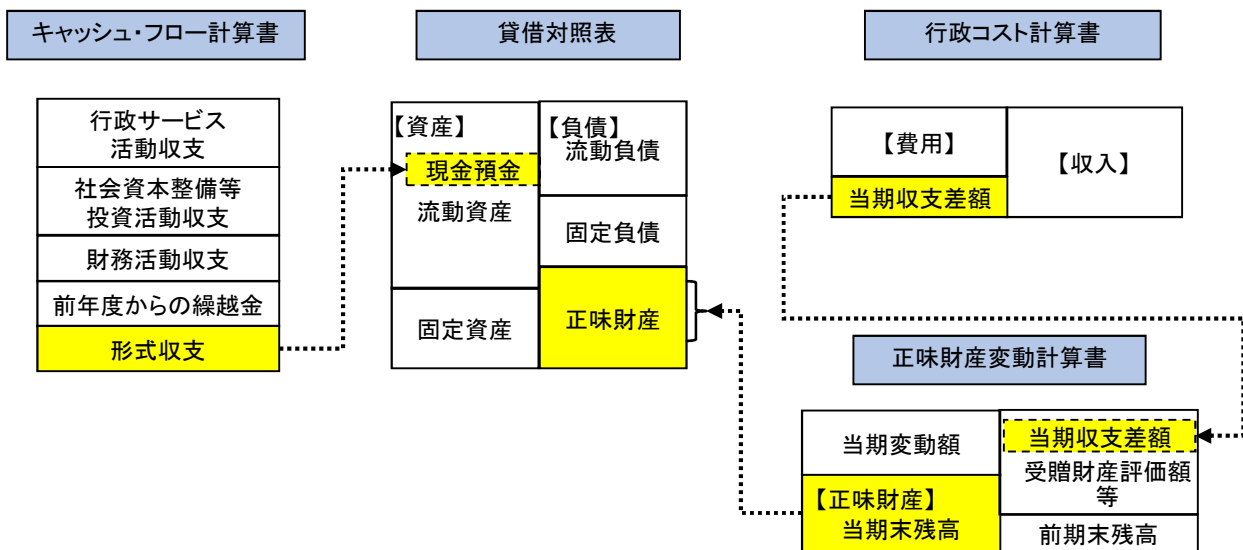 キャッシュ・フロー計算書
行政サービス
活動収支
社会資本整備等
投資活動収支
財務活動収支
前年度からの繰越金
形式収支
貸借対照表
【資産】
現金預金
流動資産
固定資産
【負債】
流動負債
固定負債
正味財産
行政コスト計算書
【費用】
当期収支差額
【収入】
正味財産変動計算書
当期変動額
【正味財産】
当期末残高
当期収支差額
受贈財産評価額
等
前期末残高